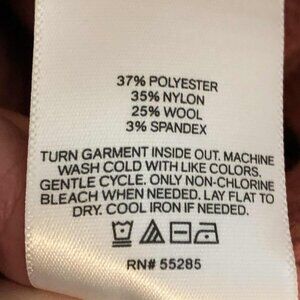 37% POLYESTER
35% NYLON
25% WOOL
3% SPANDEX
TURN GARMENT INSIDE OUT. MACHINE
WASH COLD WITH LIKE COLORS.
GENTLE CYCLE. ONLY NON-CHLORINE
BLEACH WHEN NEEDED. LAY FLAT TO
DRY. COOL IRON IF NEEDED.
RN# 55285